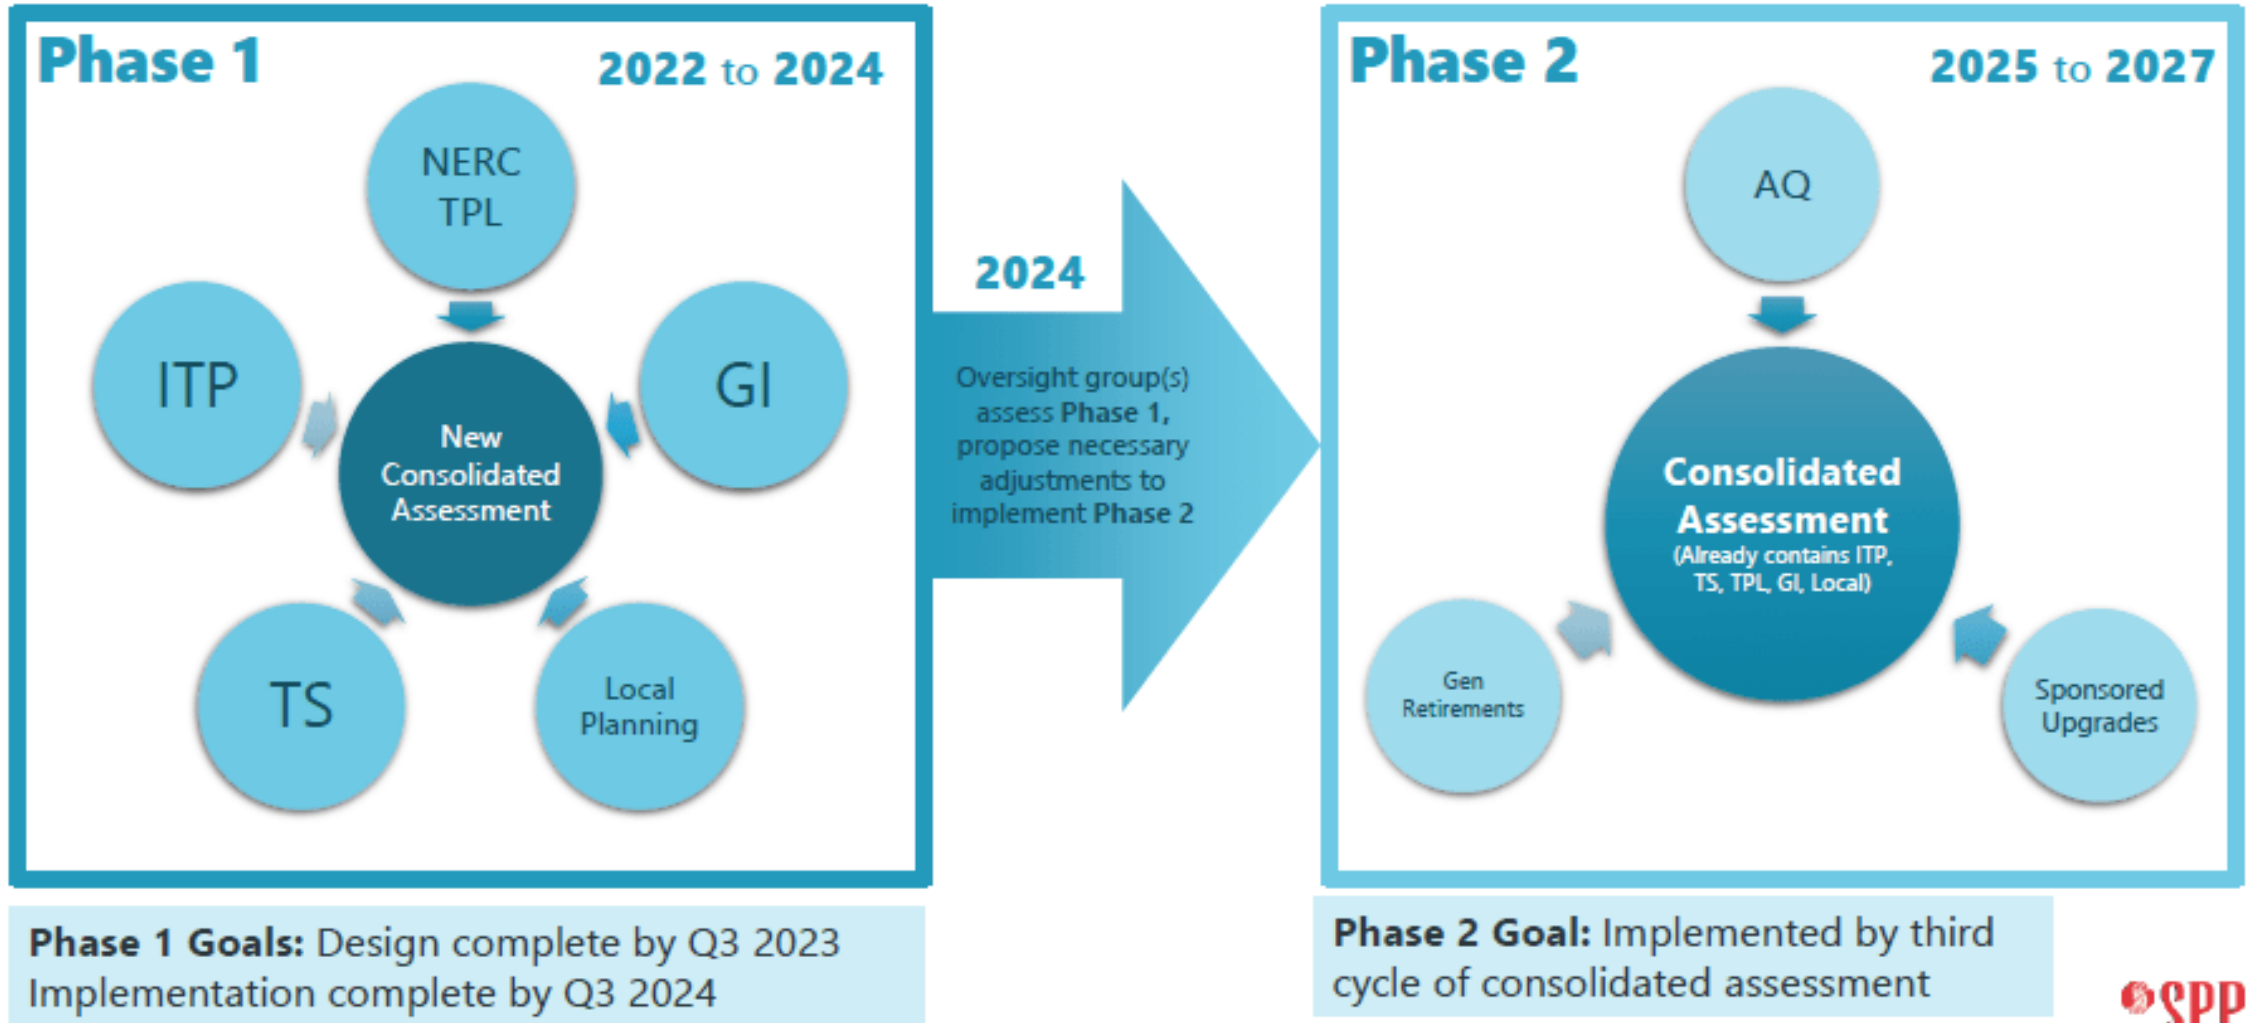 Phase 1
2022 to 2024
NERC
TPL
ITP
GI
New
Consolidated
Assessment
TS
Local
Planning
Phase 1 Goals: Design complete by Q3 2023
Implementation complete by Q3 2024
2024
Oversight group(s)
assess Phase 1,
propose necessary
adjustments to
implement Phase 2
Phase 2
2025 to 2027
AQ
Consolidated
Assessment
(Already contains ITP,
TS, TPL, GI, Local)
Gen
Retirements
Sponsored
Upgrades
Phase 2 Goal: Implemented by third
cycle of consolidated assessment
SPP